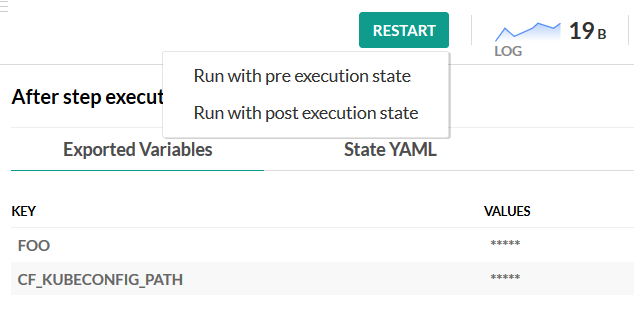 RESTART
19 B
LOG
Run with pre execution state
Run with post execution state
After step execut
Exported Variables State YAML
KEY VALUES
FOO *****
CF_KUBECONFIG_PATH *****